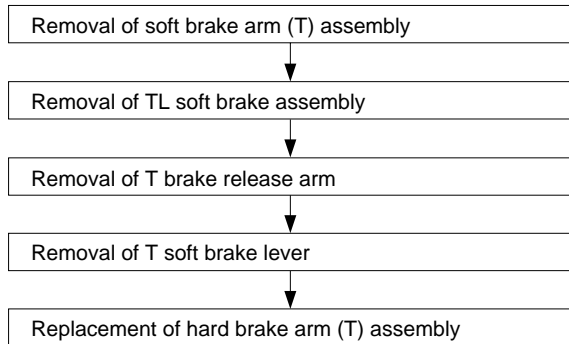 Removal of soft brake arm (T) assembly
Removal of TL soft brake assembly
Removal of T brake release arm
Removal of T soft brake lever
Replacement of hard brake arm (T) assembly